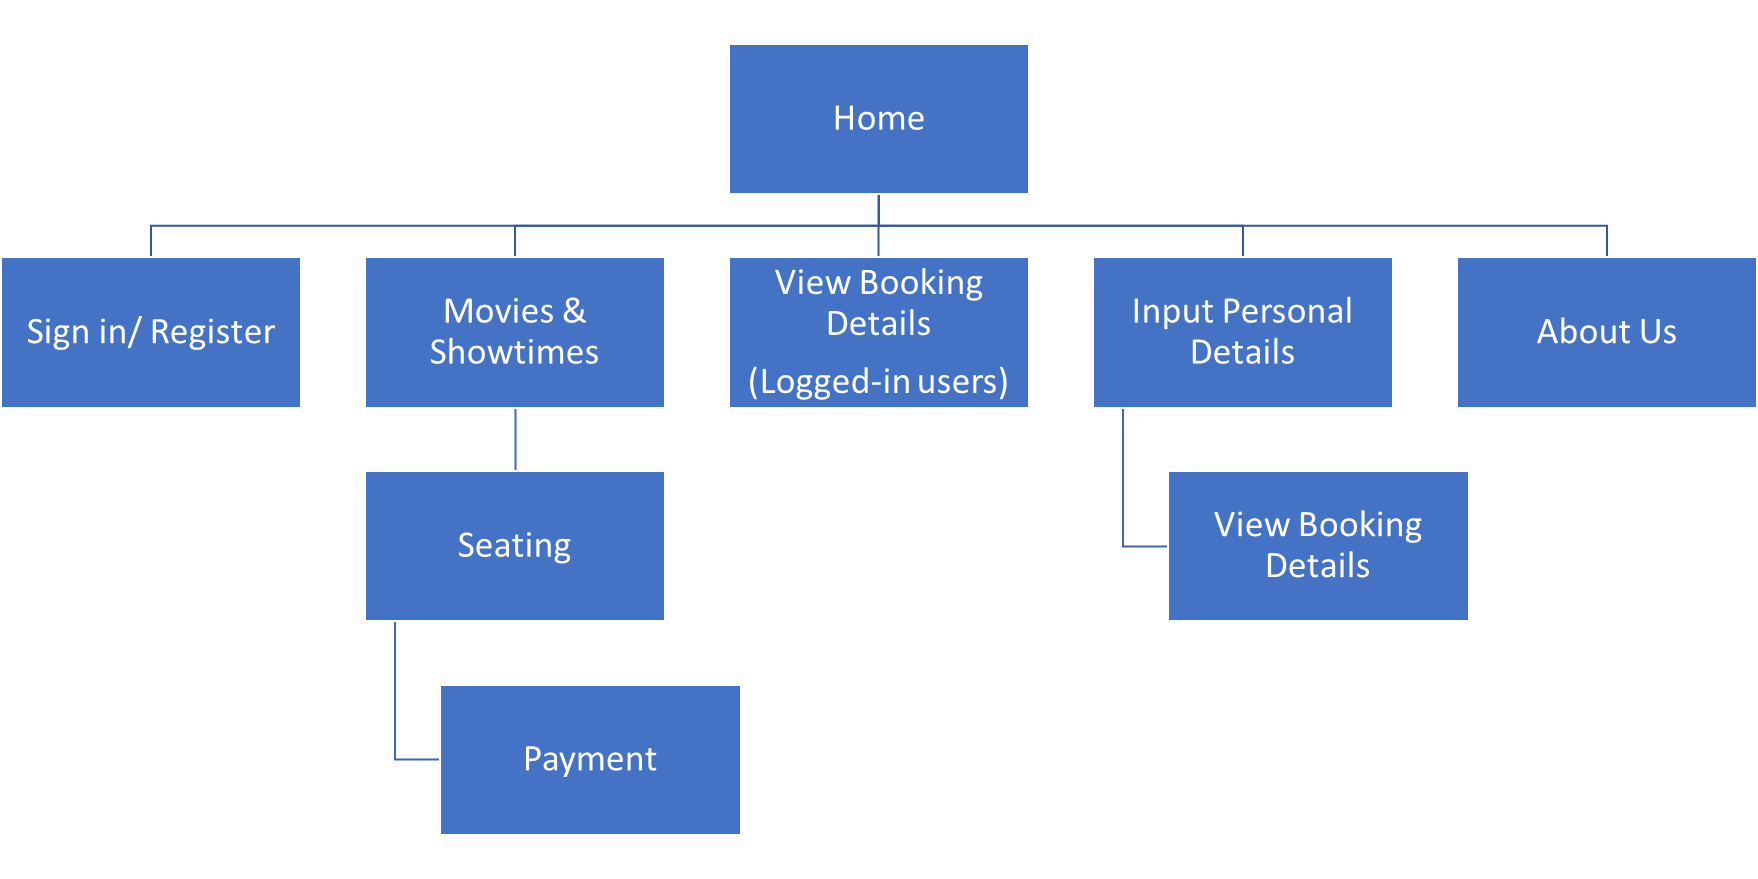 Home
Sign in/ Register
Movies &
Showtimes
View Booking
Details
(Logged-in users)
Input Personal
Details
About Us
Seating
View Booking
Details
Payment